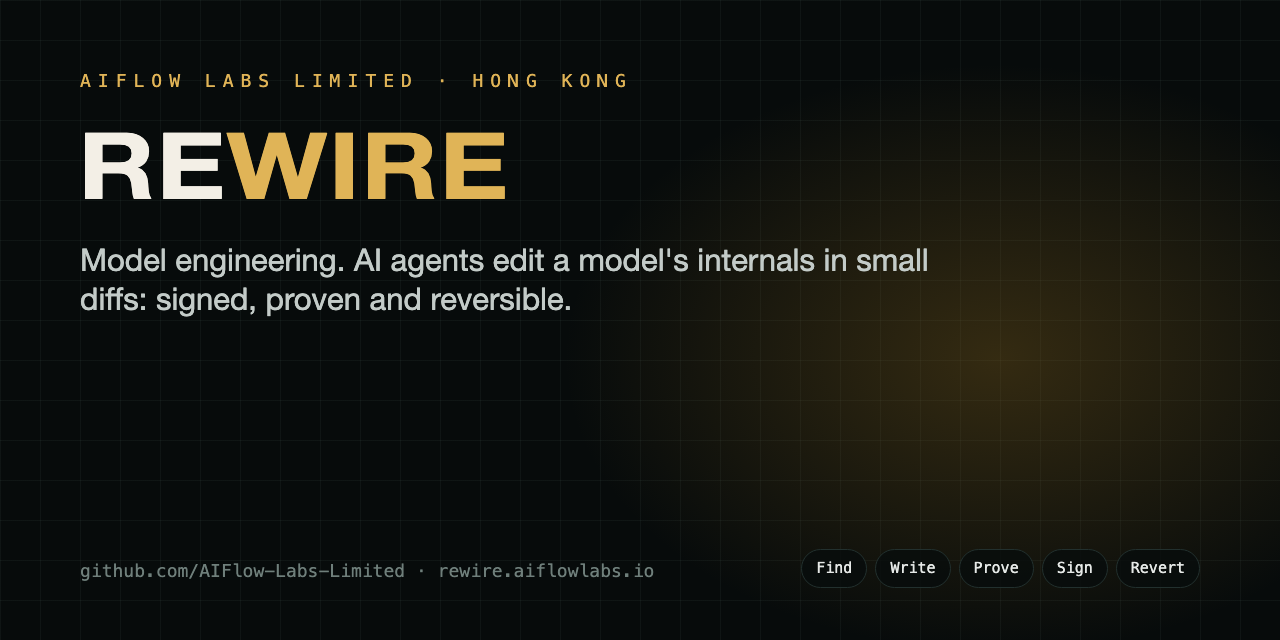 AIFLOW LABS LIMITED · HONG KONG
REWIRE
Model engineering. AI agents edit a model's internals in small
diffs: signed, proven and reversible.
github.com/AIFlow-Labs-Limited · rewire.aiflowlabs.io
Find Write Prove Sign Revert